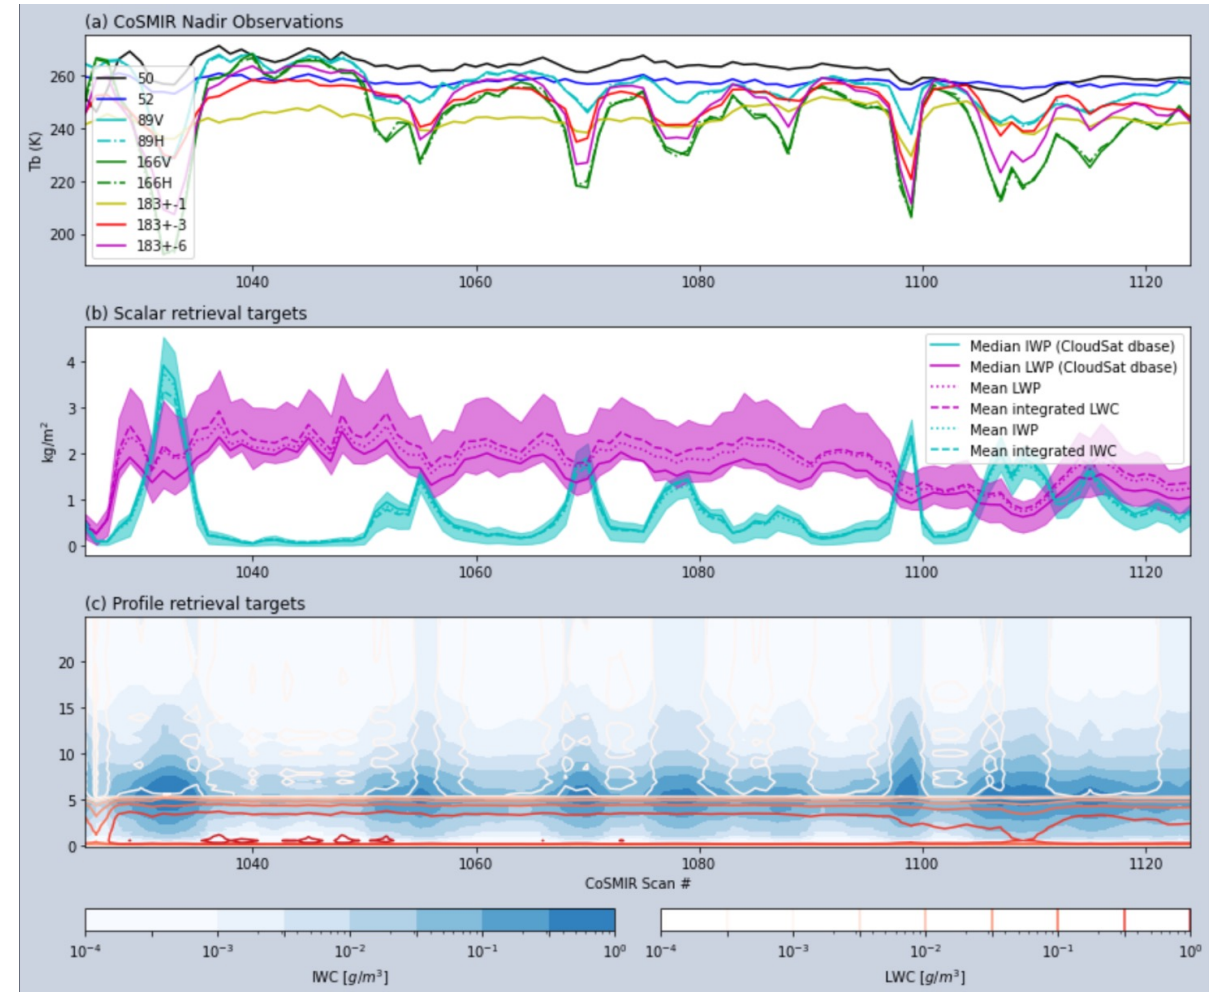 (a) CoSMIR Nadir Observations
Tb (K)
260
240
220
200
50
52
89V
89H
166V
166H
183+-1
183+-3
183+-6
1040 1060 1080 1100 1120
(b) Scalar retrieval targets
kg/m²
4
3
2
1
0
Median IWP (CloudSat dbase)
Median LWP (CloudSat dbase)
Mean LWP
Mean integrated LWC
Mean IWP
Mean integrated IWC
1040 1060 1080 1100 1120
(c) Profile retrieval targets
20
15
10
5
0
1040 1060 1080 1100 1120
CoSMIR Scan #
10⁻⁴ 10⁻³ 10⁻² 10⁻¹ 10⁰
IWC [g/m³]
10⁻⁴ 10⁻³ 10⁻² 10⁻¹ 10⁰
LWC [g/m³]